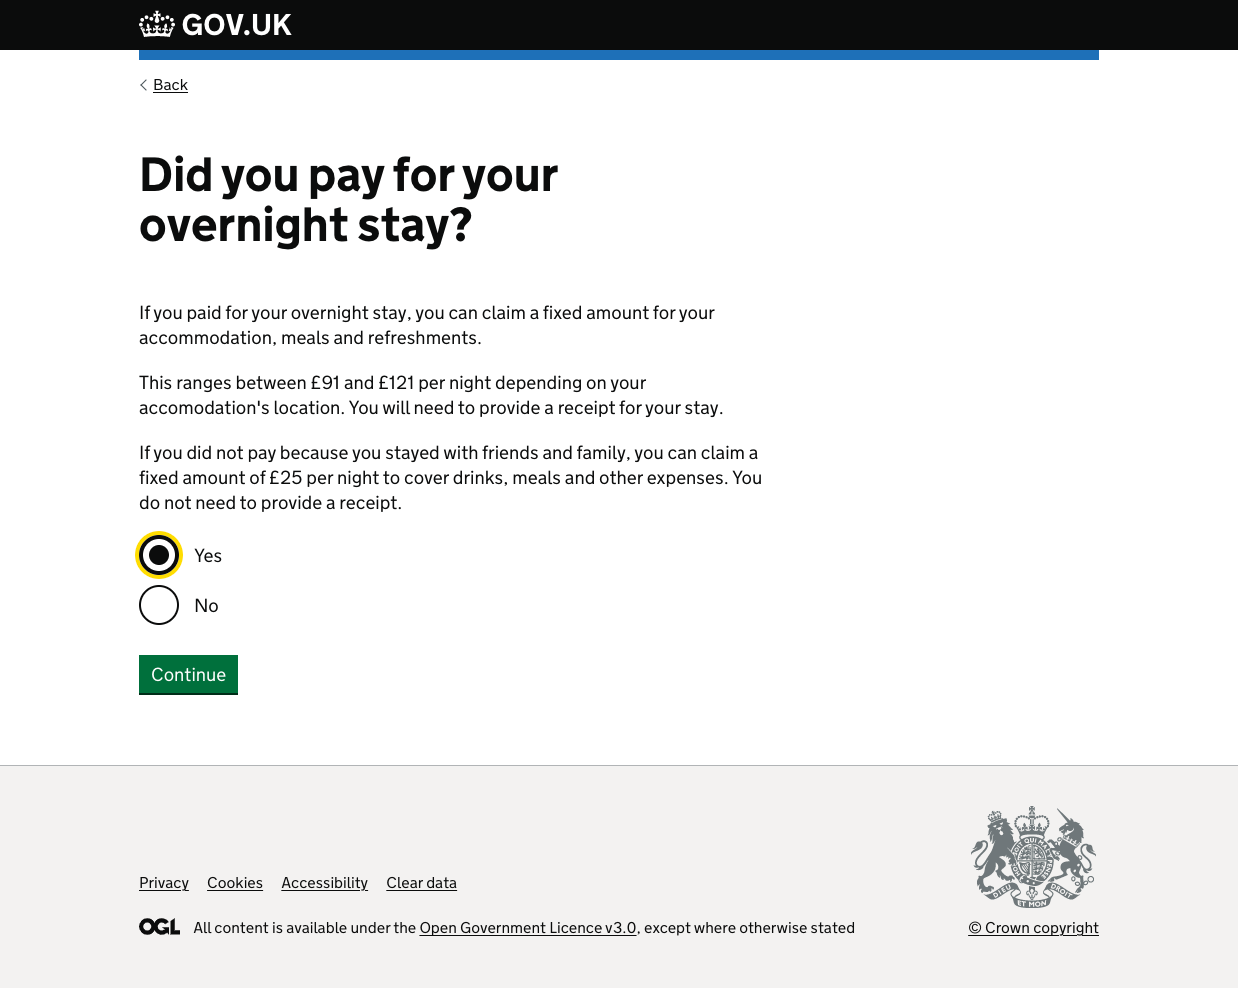 GOV.UK
Back
Did you pay for your
overnight stay?
If you paid for your overnight stay, you can claim a fixed amount for your
accommodation, meals and refreshments.
This ranges between £91 and £121 per night depending on your
accomodation's location. You will need to provide a receipt for your stay.
If you did not pay because you stayed with friends and family, you can claim a
fixed amount of £25 per night to cover drinks, meals and other expenses. You
do not need to provide a receipt.
Yes
No
Continue
Privacy Cookies Accessibility Clear data
OGL All content is available under the Open Government Licence v3.0, except where otherwise stated
DIEU ET MON DROIT
© Crown copyright